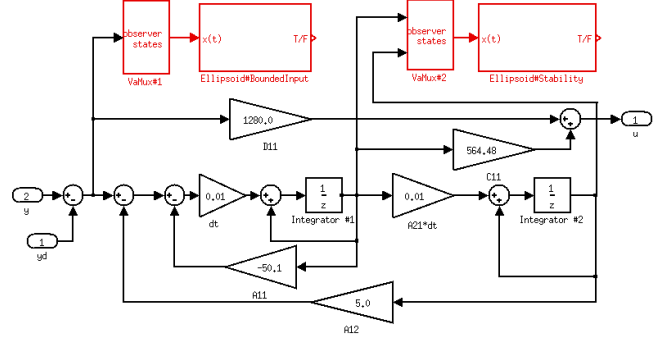 observer
states
x(t)
T/F
VaMux#1
Ellipsoid#BoundedInput
observer
states
x(t)
T/F
VaMux#2
Ellipsoid#Stability
1280.0
D11
+
+
1
u
564.48
C11
2
y
+
-
+
-
+
-
0.01
dt
+
+
1
z
Integrator #1
0.01
A21*dt
+
+
1
z
Integrator #2
1
yd
-50.1
A11
5.0
A12